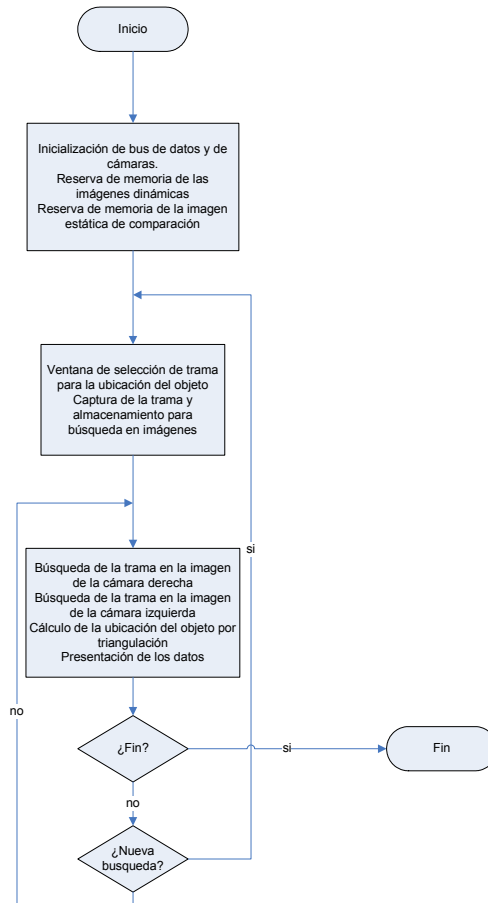 Inicio
Inicialización de bus de datos y de
cámaras.
Reserva de memoria de las
imágenes dinámicas
Reserva de memoria de la imagen
estática de comparación
Ventana de selección de trama
para la ubicación del objeto
Captura de la trama y
almacenamiento para
búsqueda en imágenes
si
Búsqueda de la trama en la imagen
de la cámara derecha
Búsqueda de la trama en la imagen
de la cámara izquierda
Cálculo de la ubicación del objeto por
triangulación
Presentación de los datos
no
¿Fin?
si
Fin
no
¿Nueva
busqueda?